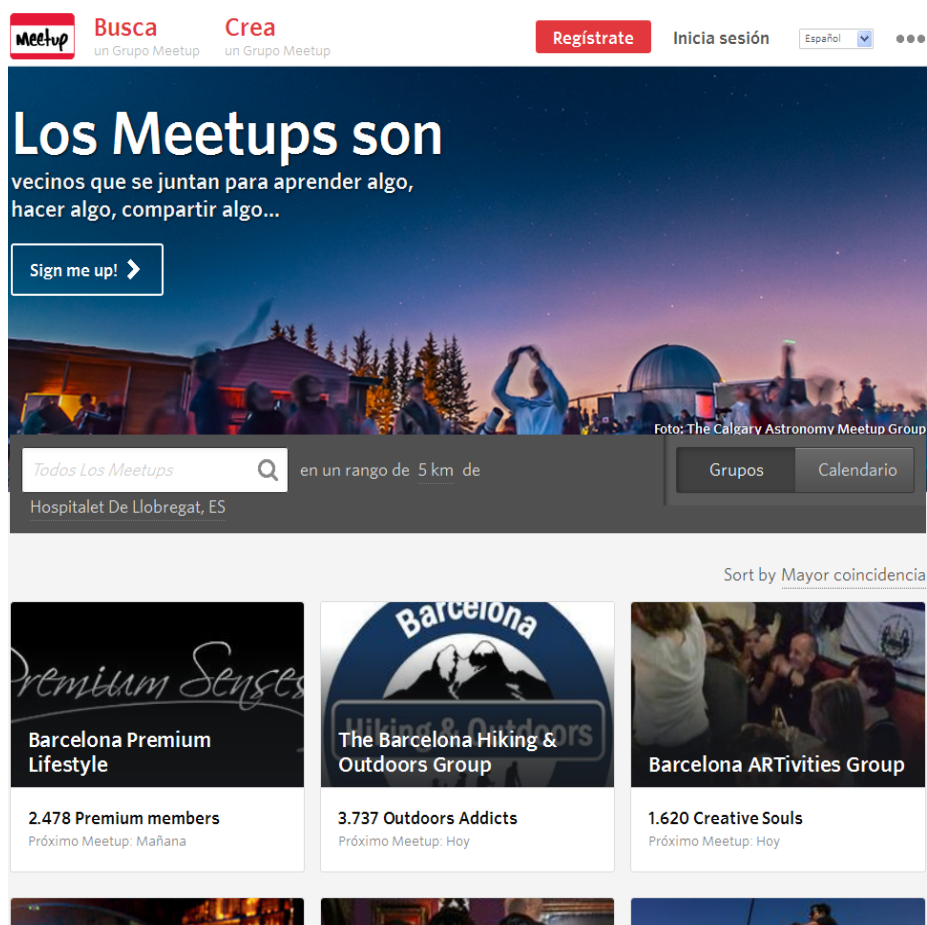 Meetup
Busca
un Grupo Meetup
Crea
un Grupo Meetup
Regístrate
Inicia sesión
Español
Los Meetups son
vecinos que se juntan para aprender algo,
hacer algo, compartir algo...
Sign me up!
Foto: The Calgary Astronomy Meetup Group
Todos Los Meetups
en un rango de 5 km de
Hospitalet De Llobregat, ES
Grupos
Calendario
Sort by Mayor coincidencia
Premium Senses
Barcelona Premium
Lifestyle
2.478 Premium members
Próximo Meetup: Mañana
Barcelona
Hiking & Outdoors
The Barcelona Hiking &
Outdoors Group
3.737 Outdoors Addicts
Próximo Meetup: Hoy
Barcelona ARTivities Group
1.620 Creative Souls
Próximo Meetup: Hoy